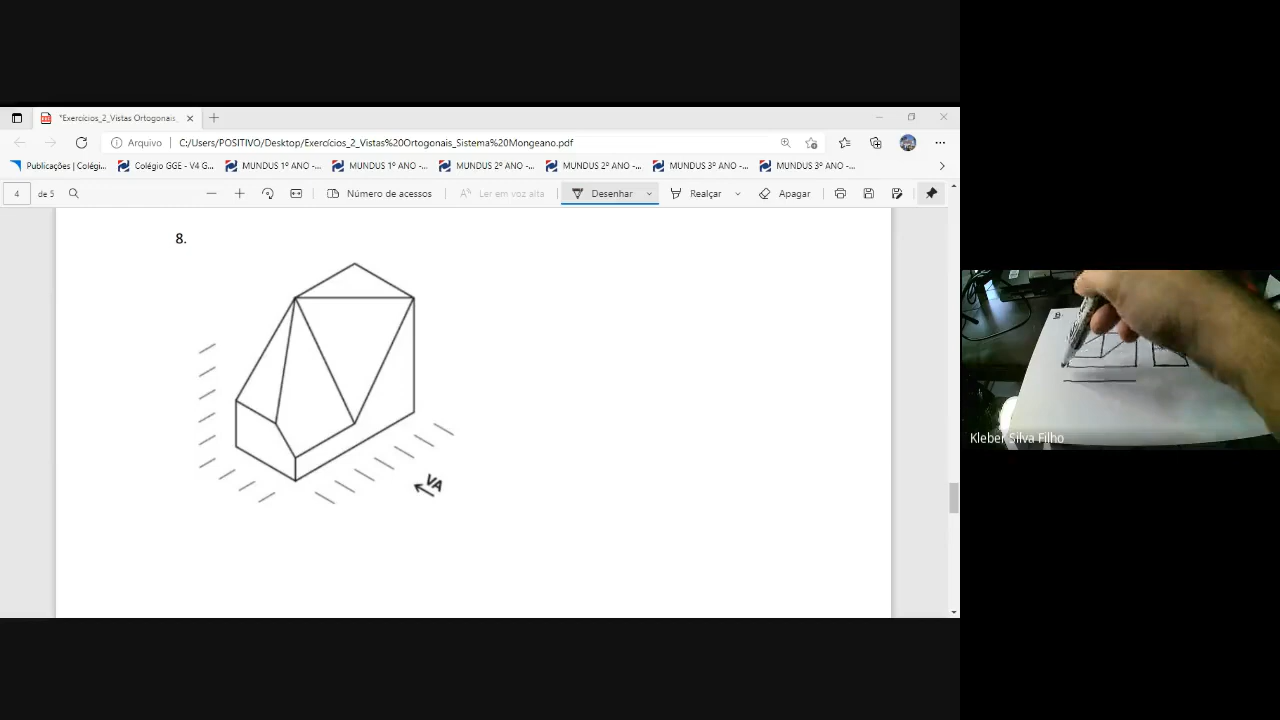 *Exercícios_2_Vistas Ortogonais_
Arquivo
C:/Users/POSITIVO/Desktop/Exercícios_2_Vistas%20Ortogonais_Sistema%20Mongeano.pdf
Publicações | Colégi...
Colégio GGE - V4 G...
MUNDUS 1º ANO -...
MUNDUS 1º ANO -...
MUNDUS 2º ANO -...
MUNDUS 2º ANO -...
MUNDUS 3º ANO -...
MUNDUS 3º ANO -...
4 de 5
Número de acessos
Ler em voz alta
Desenhar
Realçar
Apagar
8.
VA
Kleber Silva Filho